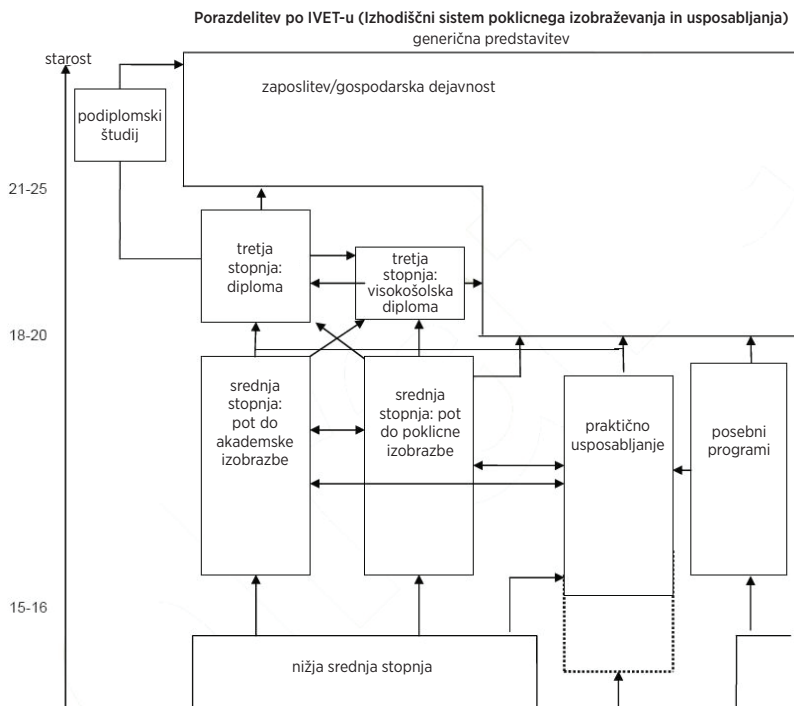 Porazdelitev po IVET-u (Izhodiščni sistem poklicnega izobraževanja in usposabljanja)
generična predstavitev
starost
zaposlitev/gospodarska dejavnost
podiplomski
študij
21-25
tretja
stopnja:
diploma
tretja
stopnja:
visokošolska
diploma
18-20
srednja
stopnja:
pot do
akademske
izobrazbe
srednja
stopnja: pot
do poklicne
izobrazbe
praktično
usposabljanje
posebni
programi
15-16
nižja srednja stopnja